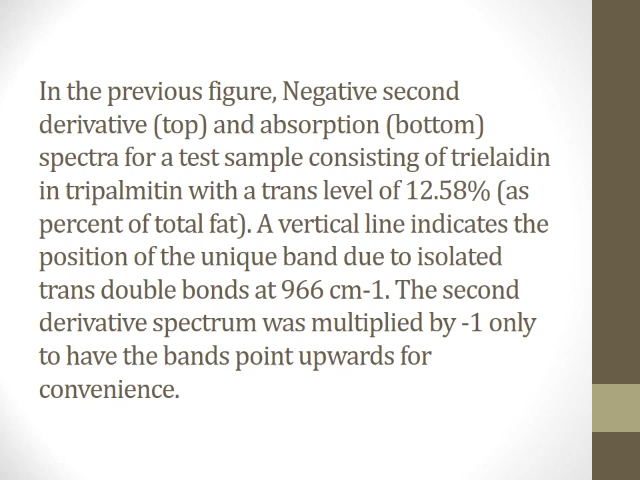 In the previous figure, Negative second
derivative (top) and absorption (bottom)
spectra for a test sample consisting of trielaidin
in tripalmitin with a trans level of 12.58% (as
percent of total fat). A vertical line indicates the
position of the unique band due to isolated
trans double bonds at 966 cm-1. The second
derivative spectrum was multiplied by -1 only
to have the bands point upwards for
convenience.